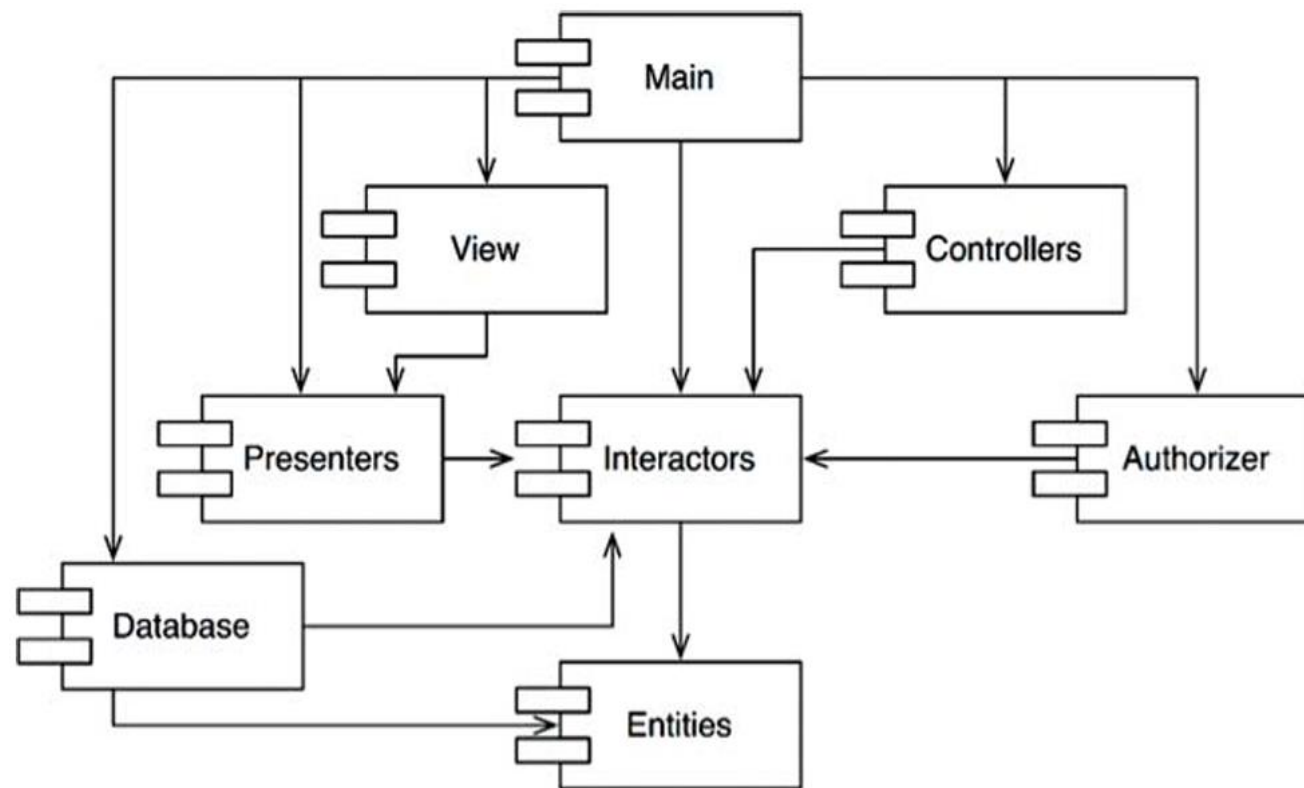 Main
View
Controllers
Presenters
Interactors
Authorizer
Database
Entities